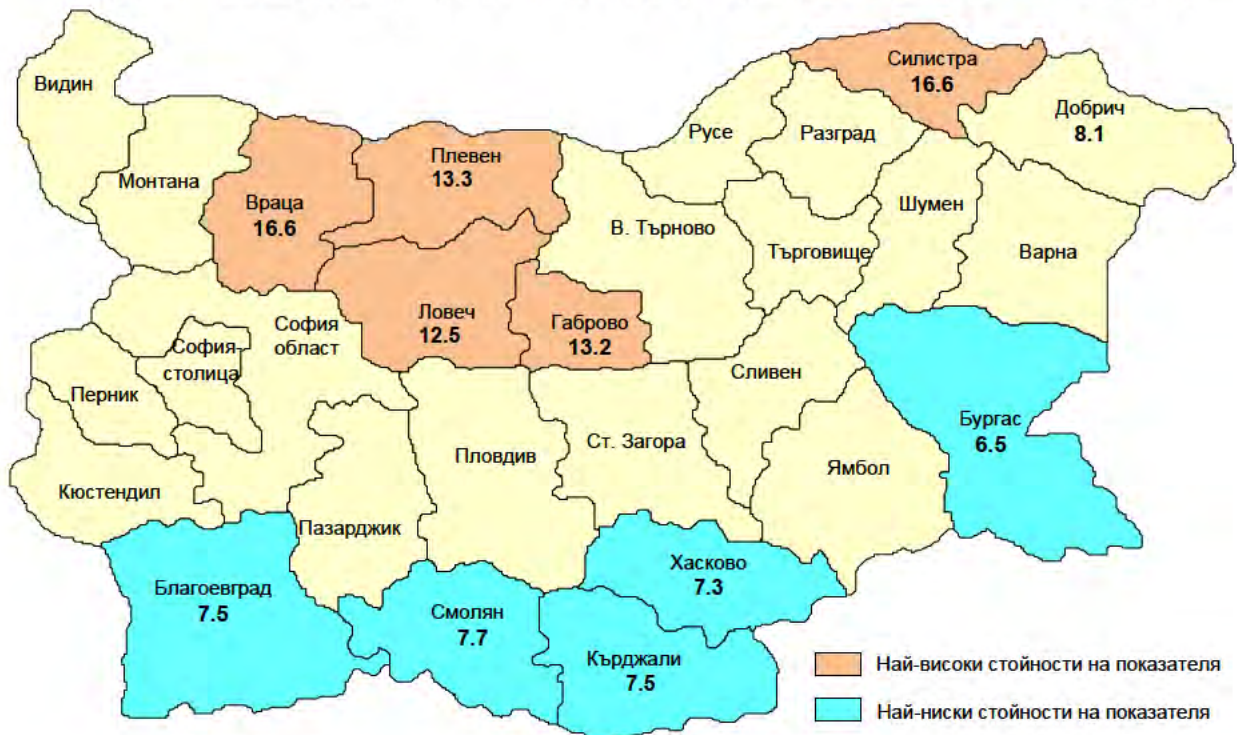 Видин
Монтана
Враца
16.6
Плевен
13.3
Ловеч
12.5
Габрово
13.2
В. Търново
Русе
Разград
Силистра
16.6
Добрич
8.1
Търговище
Шумен
Варна
София
област
София-
столица
Перник
Кюстендил
Пазарджик
Пловдив
Ст. Загора
Сливен
Ямбол
Бургас
6.5
Благоевград
7.5
Смолян
7.7
Хасково
7.3
Кърджали
7.5
Най-високи стойности на показателя
Най-ниски стойности на показателя